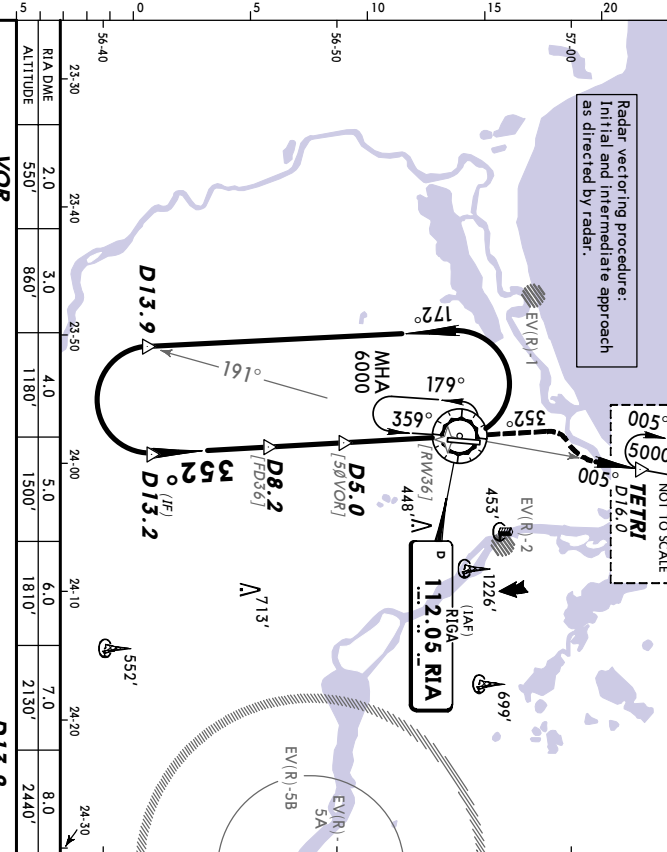 5
0
5
10
15
20
56-40
56-50
57-00
23-30
23-40
23-50
24-00
24-10
24-20
24-30
Radar vectoring procedure:
Initial and intermediate approach
as directed by radar.
EV(R)-1
172°
D13.9
191°
MHA
6000
179°
359°
352°
005°
5000
NOT TO SCALE
005°
TETRI
D16.0
352°
D13.2
(IF)
D8.2
[FD36]
D5.0
[50VOR]
[RW36]
448'
453'
EV(R)-2
1226'
(IAF)
RIGA
D 112.05 RIA
713'
552'
699'
EV(R)-5B
EV(R)-
5A
RIA DME 2.0 3.0 4.0 5.0 6.0 7.0 8.0
ALTITUDE 550' 860' 1180' 1500' 1810' 2130' 2440'
VOR